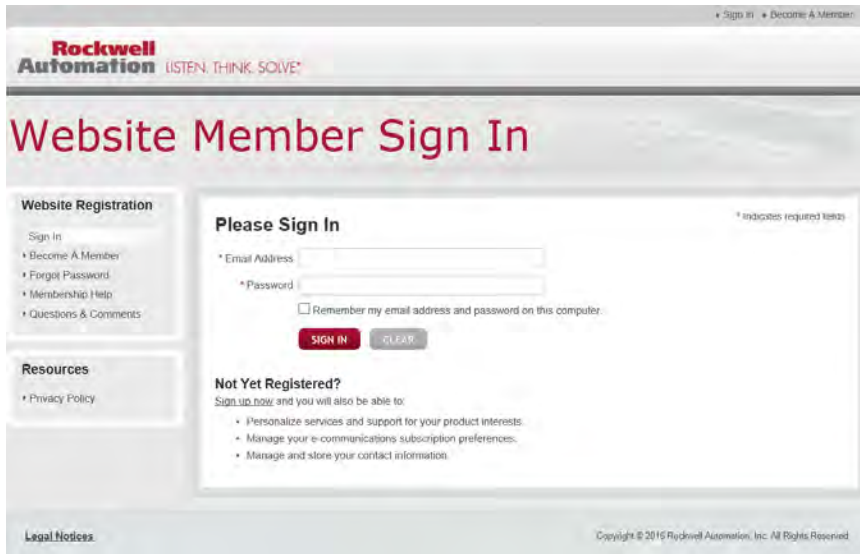 Sign In Become A Member
Rockwell
Automation LISTEN. THINK. SOLVE.®
Website Member Sign In
Website Registration
Sign In
Become A Member
Forgot Password
Membership Help
Questions & Comments
Resources
Privacy Policy
Please Sign In
* indicates required fields
* Email Address
* Password
Remember my email address and password on this computer.
SIGN IN CLEAR
Not Yet Registered?
Sign up now and you will also be able to:
• Personalize services and support for your product interests.
• Manage your e-communications subscription preferences.
• Manage and store your contact information.
Legal Notices
Copyright © 2015 Rockwell Automation, Inc. All Rights Reserved.